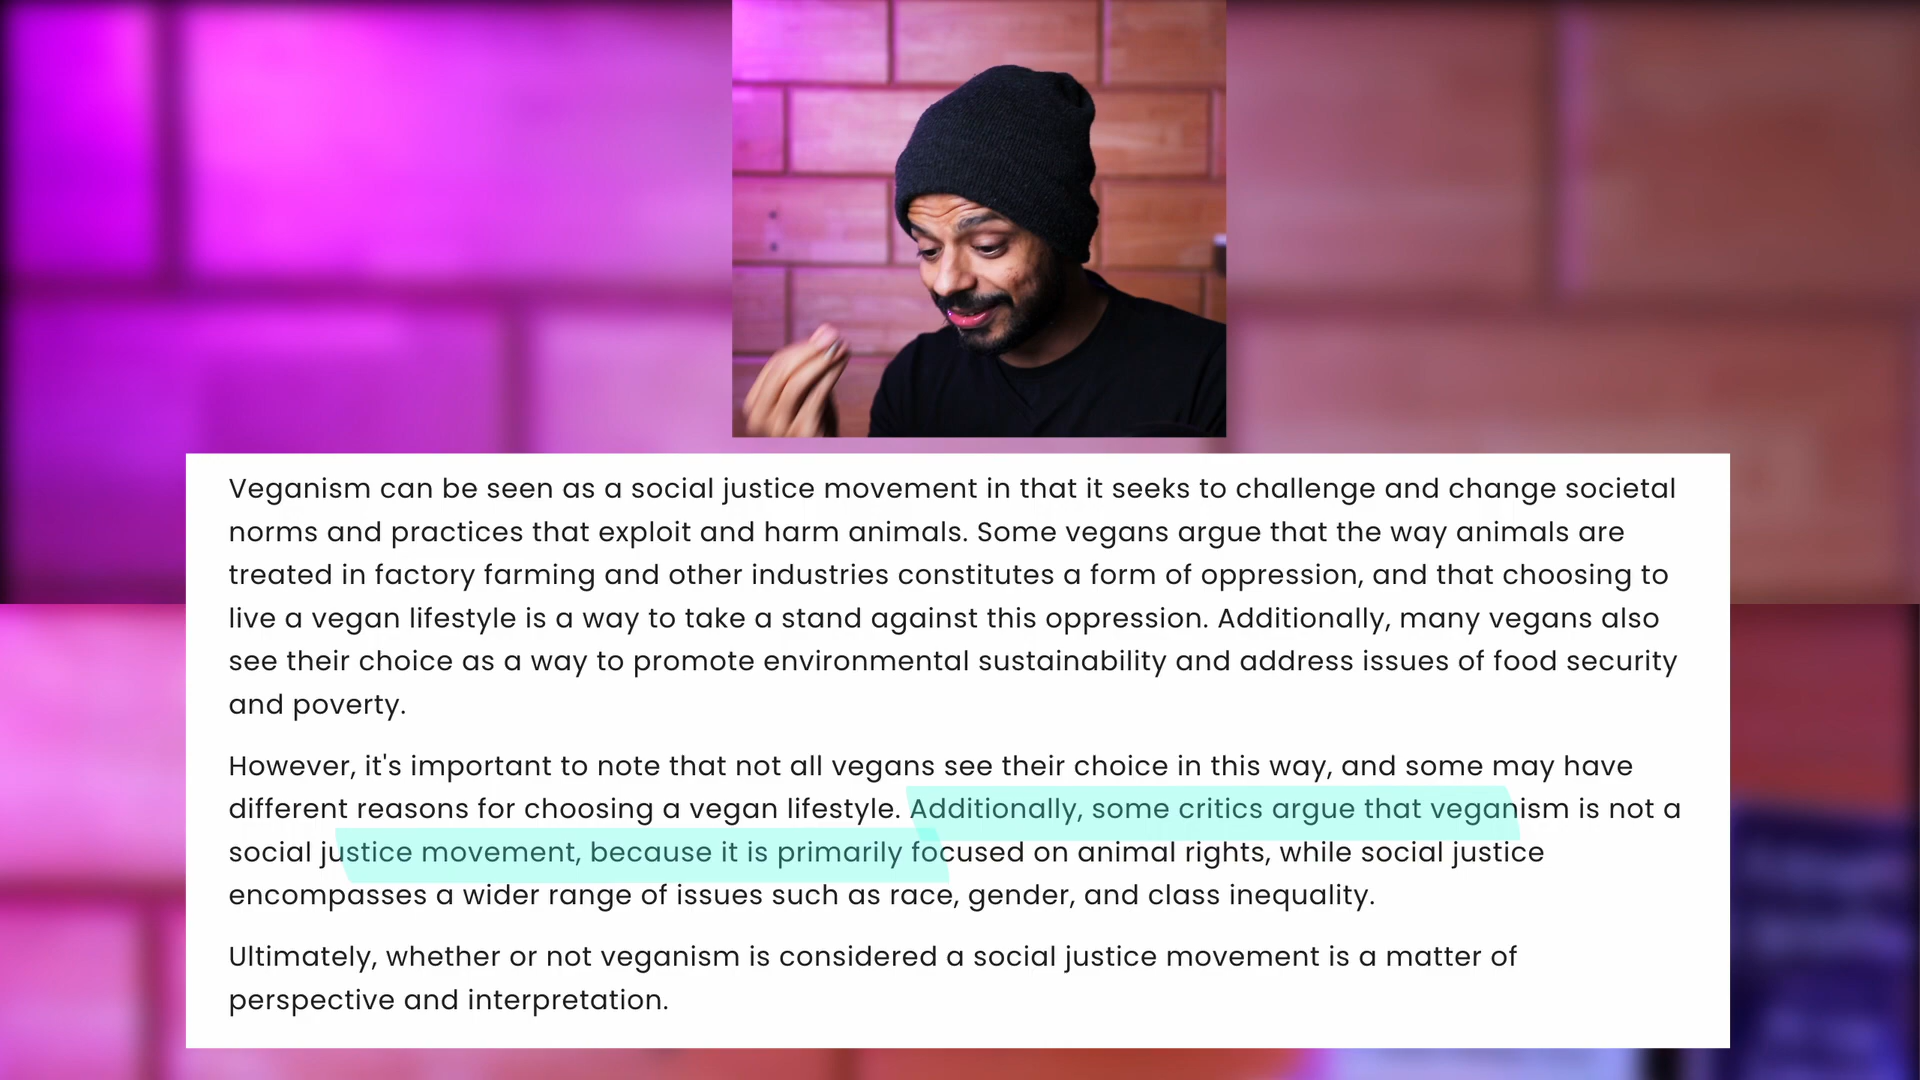 Veganism can be seen as a social justice movement in that it seeks to challenge and change societal
norms and practices that exploit and harm animals. Some vegans argue that the way animals are
treated in factory farming and other industries constitutes a form of oppression, and that choosing to
live a vegan lifestyle is a way to take a stand against this oppression. Additionally, many vegans also
see their choice as a way to promote environmental sustainability and address issues of food security
and poverty.
However, it's important to note that not all vegans see their choice in this way, and some may have
different reasons for choosing a vegan lifestyle. Additionally, some critics argue that veganism is not a
social justice movement, because it is primarily focused on animal rights, while social justice
encompasses a wider range of issues such as race, gender, and class inequality.
Ultimately, whether or not veganism is considered a social justice movement is a matter of
perspective and interpretation.